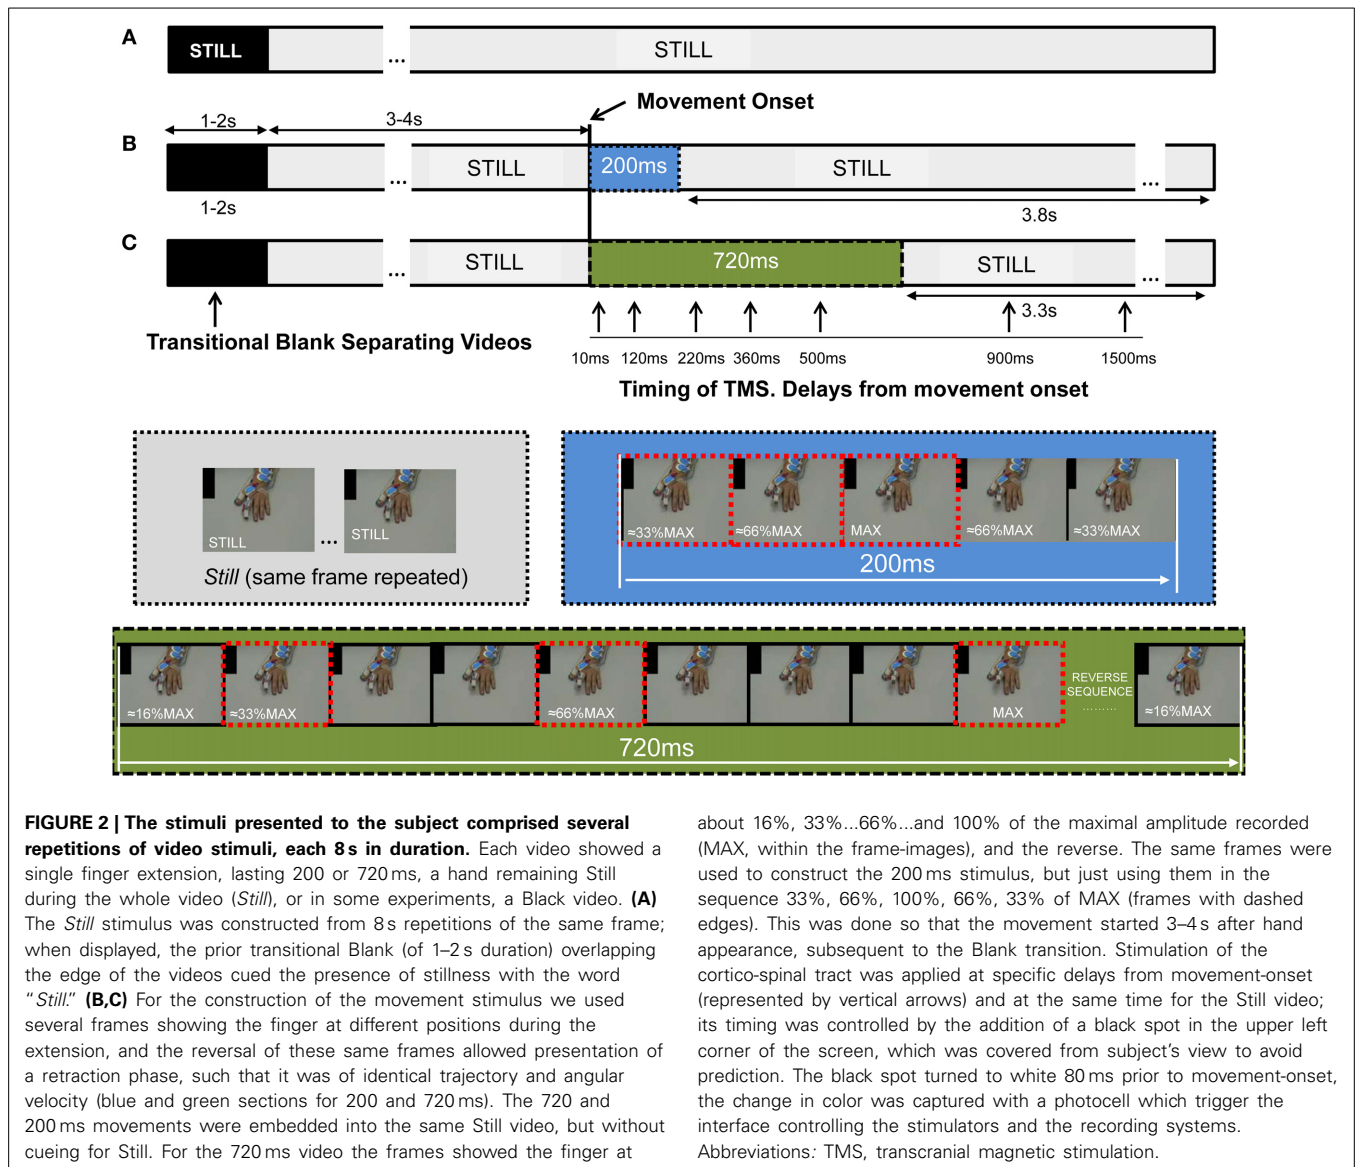 A
STILL
...
STILL
Movement Onset
1-2s
3-4s
B
...
STILL
200ms
STILL
...
1-2s
3.8s
C
...
STILL
720ms
STILL
...
3.3s
Transitional Blank Separating Videos
10ms 120ms 220ms 360ms 500ms 900ms 1500ms
Timing of TMS. Delays from movement onset
STILL
...
STILL
Still (same frame repeated)
≈33%MAX
≈66%MAX
MAX
≈66%MAX
≈33%MAX
200ms
≈16%MAX
≈33%MAX
≈66%MAX
MAX
REVERSE
SEQUENCE
.........
≈16%MAX
720ms
FIGURE 2 | The stimuli presented to the subject comprised several
repetitions of video stimuli, each 8 s in duration. Each video showed a
single finger extension, lasting 200 or 720 ms, a hand remaining Still
during the whole video (Still), or in some experiments, a Black video. (A)
The Still stimulus was constructed from 8 s repetitions of the same frame;
when displayed, the prior transitional Blank (of 1–2 s duration) overlapping
the edge of the videos cued the presence of stillness with the word
"Still." (B,C) For the construction of the movement stimulus we used
several frames showing the finger at different positions during the
extension, and the reversal of these same frames allowed presentation of
a retraction phase, such that it was of identical trajectory and angular
velocity (blue and green sections for 200 and 720 ms). The 720 and
200 ms movements were embedded into the same Still video, but without
cueing for Still. For the 720 ms video the frames showed the finger at
about 16%, 33%...66%...and 100% of the maximal amplitude recorded
(MAX, within the frame-images), and the reverse. The same frames were
used to construct the 200 ms stimulus, but just using them in the
sequence 33%, 66%, 100%, 66%, 33% of MAX (frames with dashed
edges). This was done so that the movement started 3–4 s after hand
appearance, subsequent to the Blank transition. Stimulation of the
cortico-spinal tract was applied at specific delays from movement-onset
(represented by vertical arrows) and at the same time for the Still video;
its timing was controlled by the addition of a black spot in the upper left
corner of the screen, which was covered from subject's view to avoid
prediction. The black spot turned to white 80 ms prior to movement-onset,
the change in color was captured with a photocell which trigger the
interface controlling the stimulators and the recording systems.
Abbreviations: TMS, transcranial magnetic stimulation.